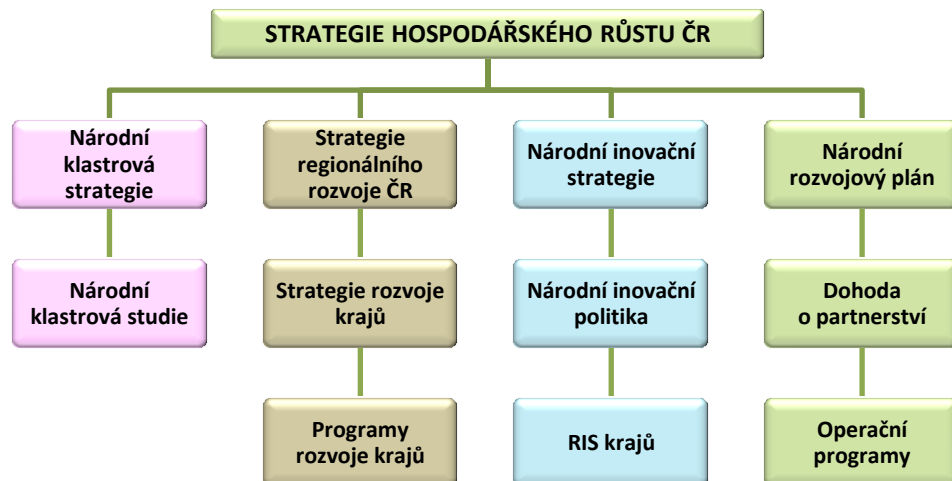 STRATEGIE HOSPODÁŘSKÉHO RŮSTU ČR
Národní
klastrová
strategie
Strategie
regionálního
rozvoje ČR
Národní inovační
strategie
Národní
rozvojový plán
Národní
klastrová studie
Strategie rozvoje
krajů
Národní inovační
politika
Dohoda
o partnerství
Programy
rozvoje krajů
RIS krajů
Operační
programy